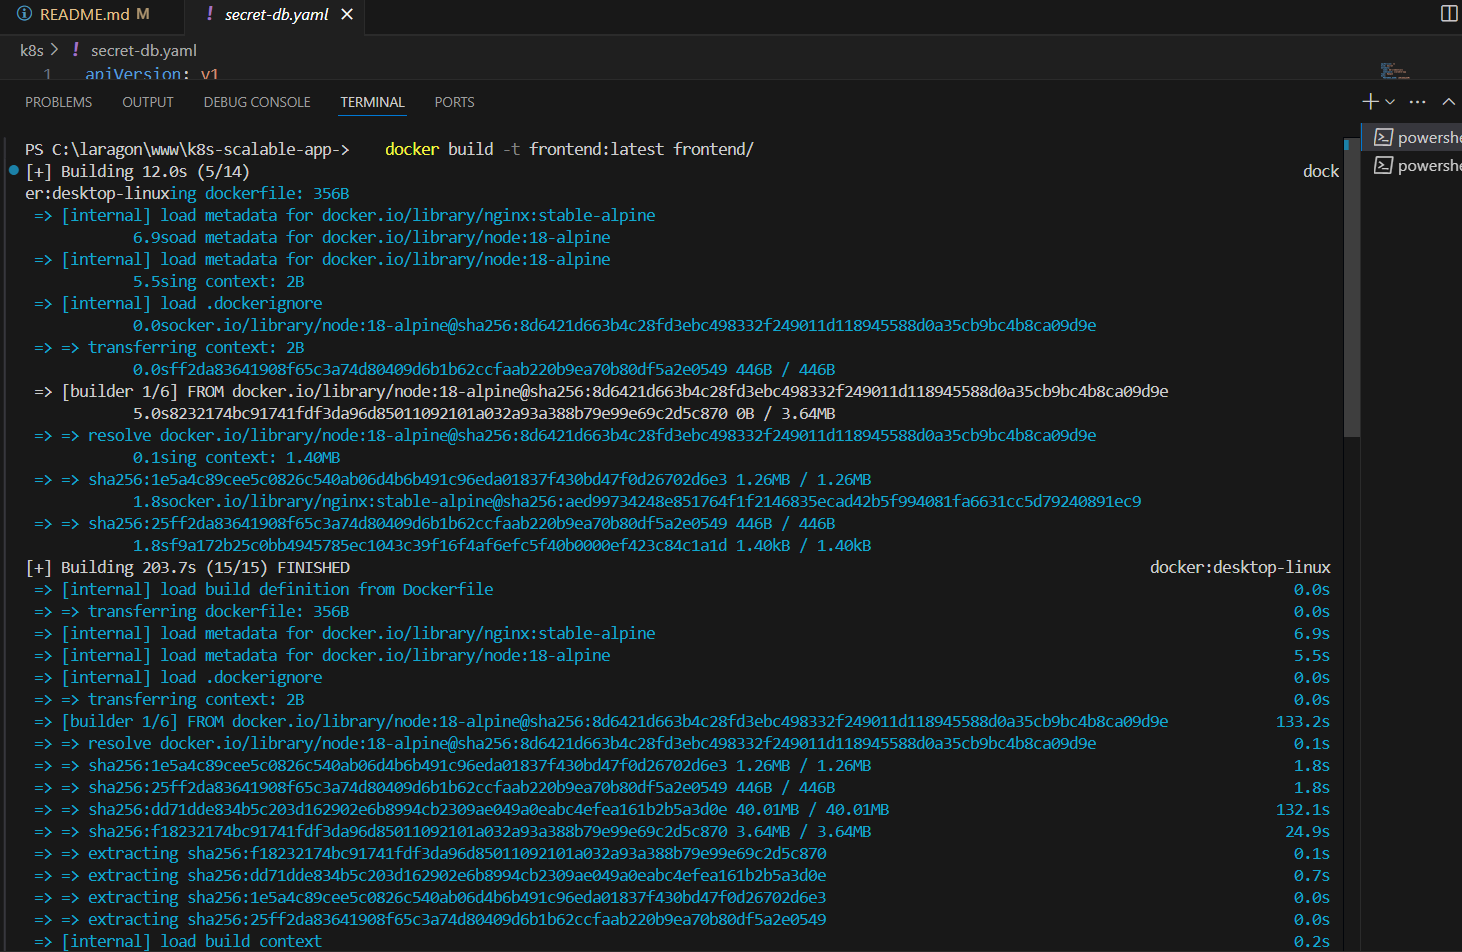 README.md M
! secret-db.yaml
k8s > ! secret-db.yaml
1 apiVersion: v1
PROBLEMS OUTPUT DEBUG CONSOLE TERMINAL PORTS
powershe
powershe
PS C:\laragon\www\k8s-scalable-app-> docker build -t frontend:latest frontend/
[+] Building 12.0s (5/14) dock
er:desktop-linuxing dockerfile: 356B
=> [internal] load metadata for docker.io/library/nginx:stable-alpine
6.9soad metadata for docker.io/library/node:18-alpine
=> [internal] load metadata for docker.io/library/node:18-alpine
5.5sing context: 2B
=> [internal] load .dockerignore
0.0socker.io/library/node:18-alpine@sha256:8d6421d663b4c28fd3ebc498332f249011d118945588d0a35cb9bc4b8ca09d9e
=> => transferring context: 2B
0.0sff2da83641908f65c3a74d80409d6b1b62ccfaab220b9ea70b80df5a2e0549 446B / 446B
=> [builder 1/6] FROM docker.io/library/node:18-alpine@sha256:8d6421d663b4c28fd3ebc498332f249011d118945588d0a35cb9bc4b8ca09d9e
5.0s8232174bc91741fdf3da96d85011092101a032a93a388b79e99e69c2d5c870 0B / 3.64MB
=> => resolve docker.io/library/node:18-alpine@sha256:8d6421d663b4c28fd3ebc498332f249011d118945588d0a35cb9bc4b8ca09d9e
0.1sing context: 1.40MB
=> => sha256:1e5a4c89cee5c0826c540ab06d4b6b491c96eda01837f430bd47f0d26702d6e3 1.26MB / 1.26MB
1.8socker.io/library/nginx:stable-alpine@sha256:aed99734248e851764f1f2146835ecad42b5f994081fa6631cc5d79240891ec9
=> => sha256:25ff2da83641908f65c3a74d80409d6b1b62ccfaab220b9ea70b80df5a2e0549 446B / 446B
1.8sf9a172b25c0bb4945785ec1043c39f16f4af6efc5f40b0000ef423c84c1a1d 1.40kB / 1.40kB
[+] Building 203.7s (15/15) FINISHED docker:desktop-linux
=> [internal] load build definition from Dockerfile 0.0s
=> => transferring dockerfile: 356B 0.0s
=> [internal] load metadata for docker.io/library/nginx:stable-alpine 6.9s
=> [internal] load metadata for docker.io/library/node:18-alpine 5.5s
=> [internal] load .dockerignore 0.0s
=> => transferring context: 2B 0.0s
=> [builder 1/6] FROM docker.io/library/node:18-alpine@sha256:8d6421d663b4c28fd3ebc498332f249011d118945588d0a35cb9bc4b8ca09d9e 133.2s
=> => resolve docker.io/library/node:18-alpine@sha256:8d6421d663b4c28fd3ebc498332f249011d118945588d0a35cb9bc4b8ca09d9e 0.1s
=> => sha256:1e5a4c89cee5c0826c540ab06d4b6b491c96eda01837f430bd47f0d26702d6e3 1.26MB / 1.26MB 1.8s
=> => sha256:25ff2da83641908f65c3a74d80409d6b1b62ccfaab220b9ea70b80df5a2e0549 446B / 446B 1.8s
=> => sha256:dd71dde834b5c203d162902e6b8994cb2309ae049a0eabc4efea161b2b5a3d0e 40.01MB / 40.01MB 132.1s
=> => sha256:f18232174bc91741fdf3da96d85011092101a032a93a388b79e99e69c2d5c870 3.64MB / 3.64MB 24.9s
=> => extracting sha256:f18232174bc91741fdf3da96d85011092101a032a93a388b79e99e69c2d5c870 0.1s
=> => extracting sha256:dd71dde834b5c203d162902e6b8994cb2309ae049a0eabc4efea161b2b5a3d0e 0.7s
=> => extracting sha256:1e5a4c89cee5c0826c540ab06d4b6b491c96eda01837f430bd47f0d26702d6e3 0.0s
=> => extracting sha256:25ff2da83641908f65c3a74d80409d6b1b62ccfaab220b9ea70b80df5a2e0549 0.0s
=> [internal] load build context 0.2s